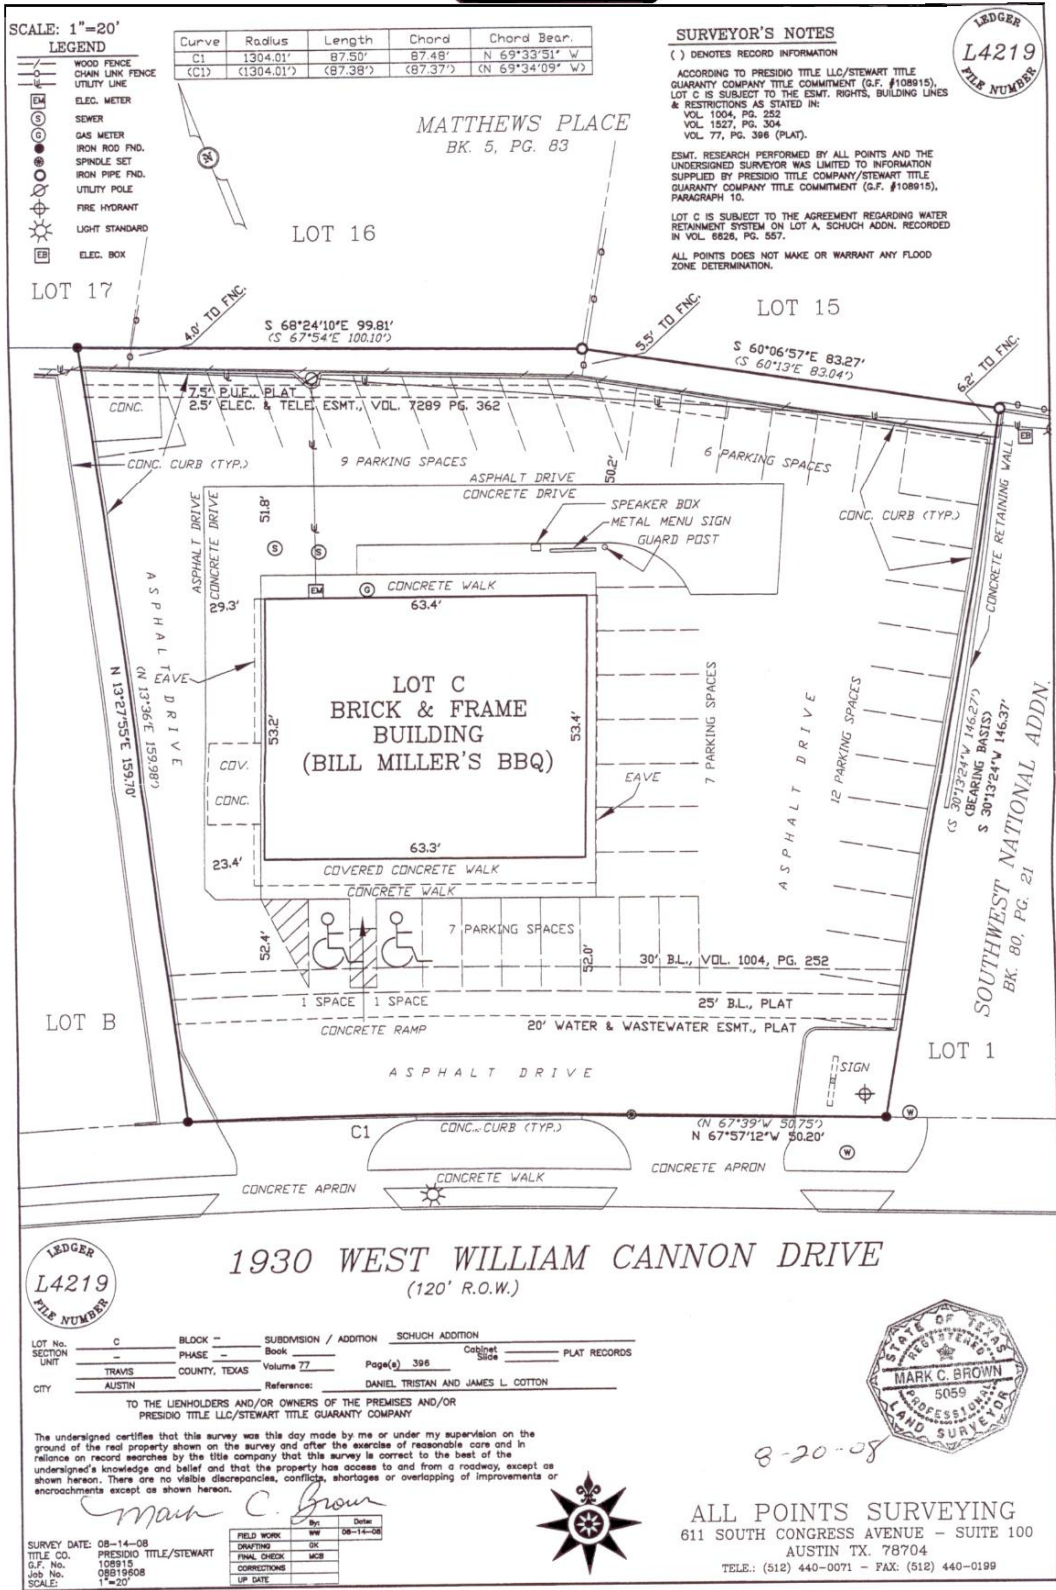 SCALE: 1"=20'
LEGEND
WOOD FENCE
CHAIN LINK FENCE
UTILITY LINE
EM ELEC. METER
S SEWER
G GAS METER
IRON ROD FND.
SPINDLE SET
IRON PIPE FND.
UTILITY POLE
FIRE HYDRANT
LIGHT STANDARD
EB ELEC. BOX
Curve Radius Length Chord Chord Bear.
C1 1304.01' 87.50' 87.48' N 69°33'51" W
(C1) (1304.01') (87.38') (87.37') (N 69°34'09" W)
SURVEYOR'S NOTES
( ) DENOTES RECORD INFORMATION
ACCORDING TO PRESIDIO TITLE LLC/STEWART TITLE
GUARANTY COMPANY TITLE COMMITMENT (G.F. #108915),
LOT C IS SUBJECT TO THE ESMT. RIGHTS, BUILDING LINES
& RESTRICTIONS AS STATED IN:
VOL. 1004, PG. 252
VOL. 1527, PG. 304
VOL. 77, PG. 396 (PLAT).
ESMT. RESEARCH PERFORMED BY ALL POINTS AND THE
UNDERSIGNED SURVEYOR WAS LIMITED TO INFORMATION
SUPPLIED BY PRESIDIO TITLE COMPANY/STEWART TITLE
GUARANTY COMPANY TITLE COMMITMENT (G.F. #108915),
PARAGRAPH 10.
LOT C IS SUBJECT TO THE AGREEMENT REGARDING WATER
RETAINMENT SYSTEM ON LOT A, SCHUCH ADDN. RECORDED
IN VOL. 6626, PG. 557.
ALL POINTS DOES NOT MAKE OR WARRANT ANY FLOOD
ZONE DETERMINATION.
LEDGER
L4219
FILE NUMBER
MATTHEWS PLACE
BK. 5, PG. 83
N
LOT 16
LOT 17
LOT 15
4.0' TO FNC.
S 68°24'10"E 99.81'
(S 67°54'E 100.10')
5.5' TO FNC.
S 60°06'57"E 83.27'
(S 60°13'E 83.04')
6.2' TO FNC.
7.5' P.U.E., PLAT
2.5' ELEC. & TELE. ESMT., VOL. 7289 PG. 362
CONC.
EB
CONC. CURB (TYP.)
9 PARKING SPACES
6 PARKING SPACES
ASPHALT DRIVE
CONCRETE DRIVE
50.2'
51.8'
ASPHALT DRIVE
CONCRETE DRIVE
SPEAKER BOX
METAL MENU SIGN
GUARD POST
CONC. CURB (TYP.)
CONCRETE RETAINING WALL
S
S
EM
G
CONCRETE WALK
29.3'
63.4'
ASPHALT DRIVE
EAVE
LOT C
BRICK & FRAME
BUILDING
(BILL MILLER'S BBQ)
53.2'
53.4'
7 PARKING SPACES
ASPHALT DRIVE
12 PARKING SPACES
N 13°27'55"E 159.70'
(N 13°36'E 159.98')
COV.
CONC.
EAVE
(S 30°13'24"W 146.27')
(BEARING BASIS)
S 30°13'24"W 146.37'
SOUTHWEST NATIONAL ADDN.
BK. 80, PG. 21
23.4'
63.3'
COVERED CONCRETE WALK
CONCRETE WALK
52.4'
7 PARKING SPACES
52.0'
30' B.L., VOL. 1004, PG. 252
1 SPACE 1 SPACE
25' B.L., PLAT
CONCRETE RAMP
20' WATER & WASTEWATER ESMT., PLAT
LOT B
LOT 1
SIGN
ASPHALT DRIVE
W
C1
CONC. CURB (TYP.)
(N 67°39'W 50.75')
N 67°57'12"W 50.20'
W
CONCRETE APRON
CONCRETE WALK
CONCRETE APRON
LEDGER
L4219
FILE NUMBER
1930 WEST WILLIAM CANNON DRIVE
(120' R.O.W.)
LOT No. C BLOCK - SUBDIVISION / ADDITION SCHUCH ADDITION
SECTION - PHASE - Book Cabinet Slide PLAT RECORDS
UNIT
TRAVIS COUNTY, TEXAS Volume 77 Page(s) 396
CITY AUSTIN Reference: DANIEL TRISTAN AND JAMES L. COTTON
TO THE LIENHOLDERS AND/OR OWNERS OF THE PREMISES AND/OR
PRESIDIO TITLE LLC/STEWART TITLE GUARANTY COMPANY
The undersigned certifies that this survey was this day made by me or under my supervision on the
ground of the real property shown on the survey and after the exercise of reasonable care and in
reliance on record searches by the title company that this survey is correct to the best of the
undersigned's knowledge and belief and that the property has access to and from a roadway, except as
shown hereon. There are no visible discrepancies, conflicts, shortages or overlapping of improvements or
encroachments except as shown hereon.
Mark C. Brown
SURVEY DATE: 08-14-08
TITLE CO. PRESIDIO TITLE/STEWART
G.F. No. 108915
Job No. 08B19608
SCALE: 1"=20'
By: Date:
FIELD WORK WW 08-14-08
DRAFTING GK
FINAL CHECK MCB
CORRECTIONS
UP DATE
STATE OF TEXAS
REGISTERED
MARK C. BROWN
5059
PROFESSIONAL
LAND SURVEYOR
8-20-08
ALL POINTS SURVEYING
611 SOUTH CONGRESS AVENUE - SUITE 100
AUSTIN TX. 78704
TELE.: (512) 440-0071 - FAX: (512) 440-0199